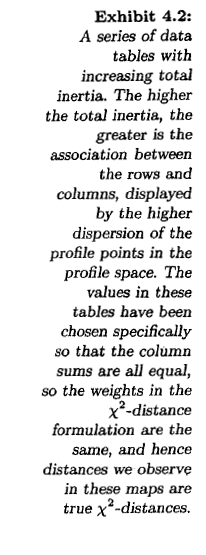 Exhibit 4.2:
A series of data
tables with
increasing total
inertia. The higher
the total inertia, the
greater is the
association between
the rows and
columns, displayed
by the higher
dispersion of the
profile points in the
profile space. The
values in these
tables have been
chosen specifically
so that the column
sums are all equal,
so the weights in the
χ²-distance
formulation are the
same, and hence
distances we observe
in these maps are
true χ²-distances.